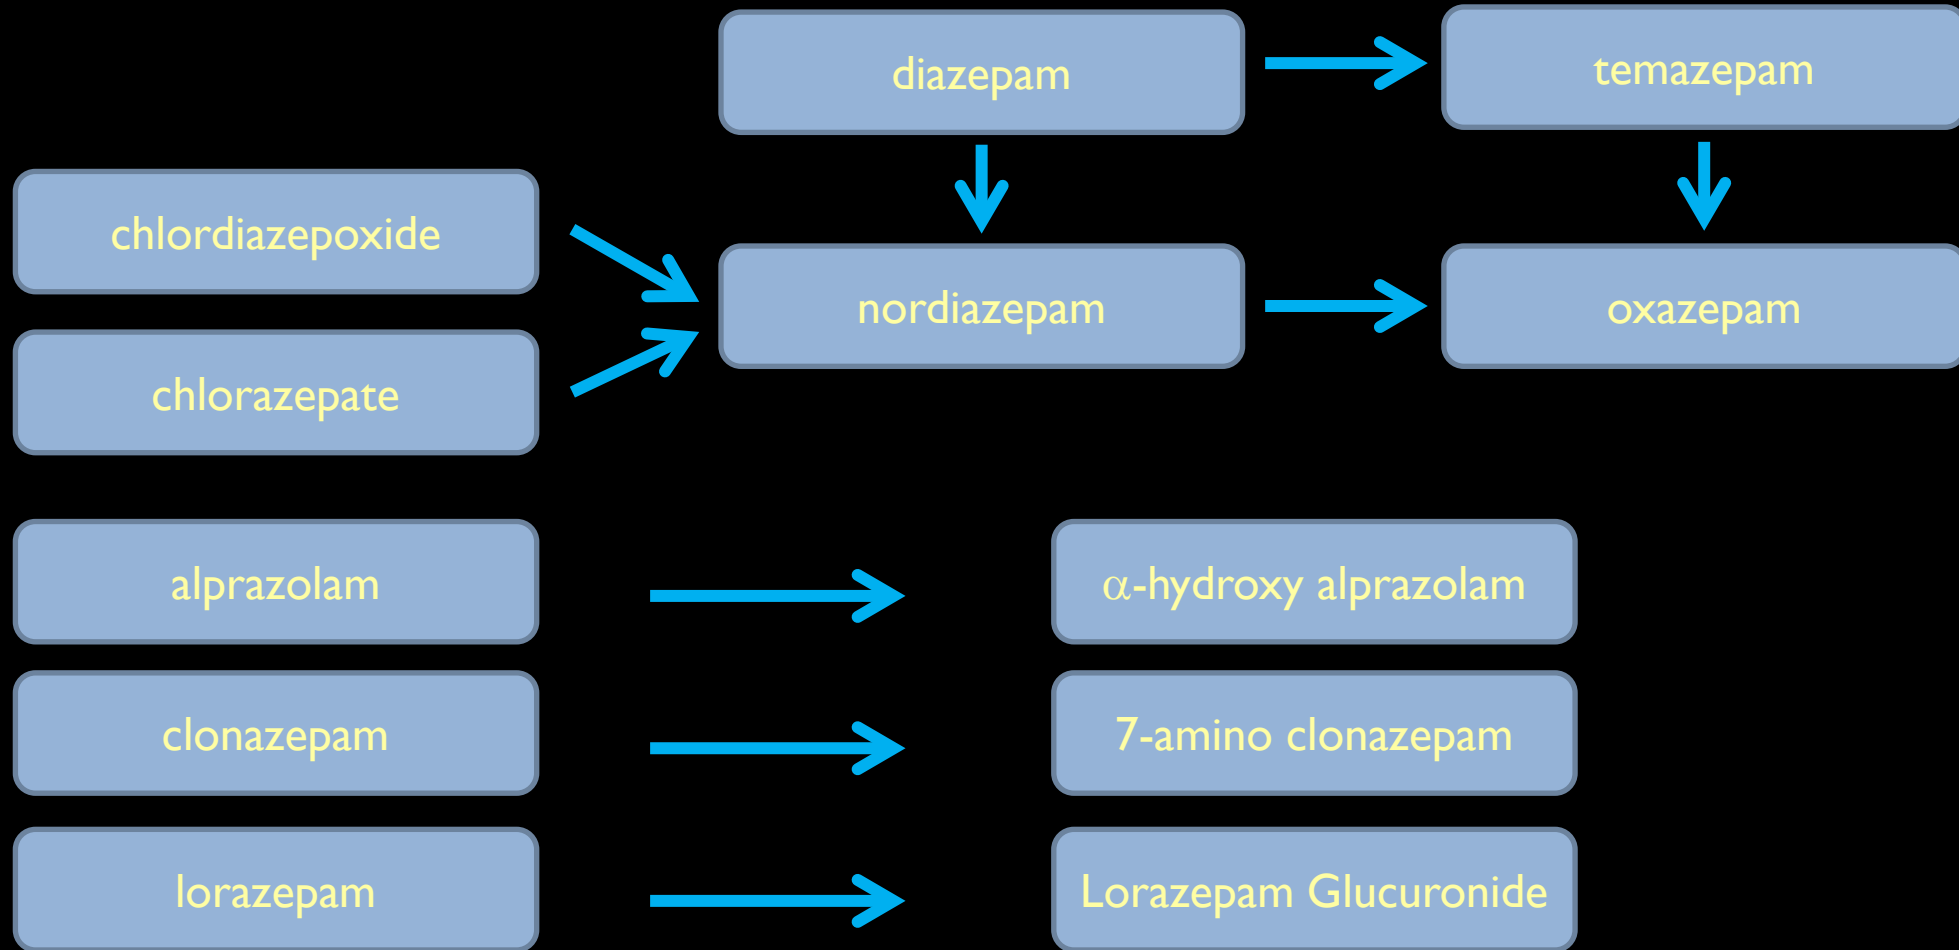 diazepam
temazepam
chlordiazepoxide
nordiazepam
oxazepam
chlorazepate
alprazolam
α-hydroxy alprazolam
clonazepam
7-amino clonazepam
lorazepam
Lorazepam Glucuronide